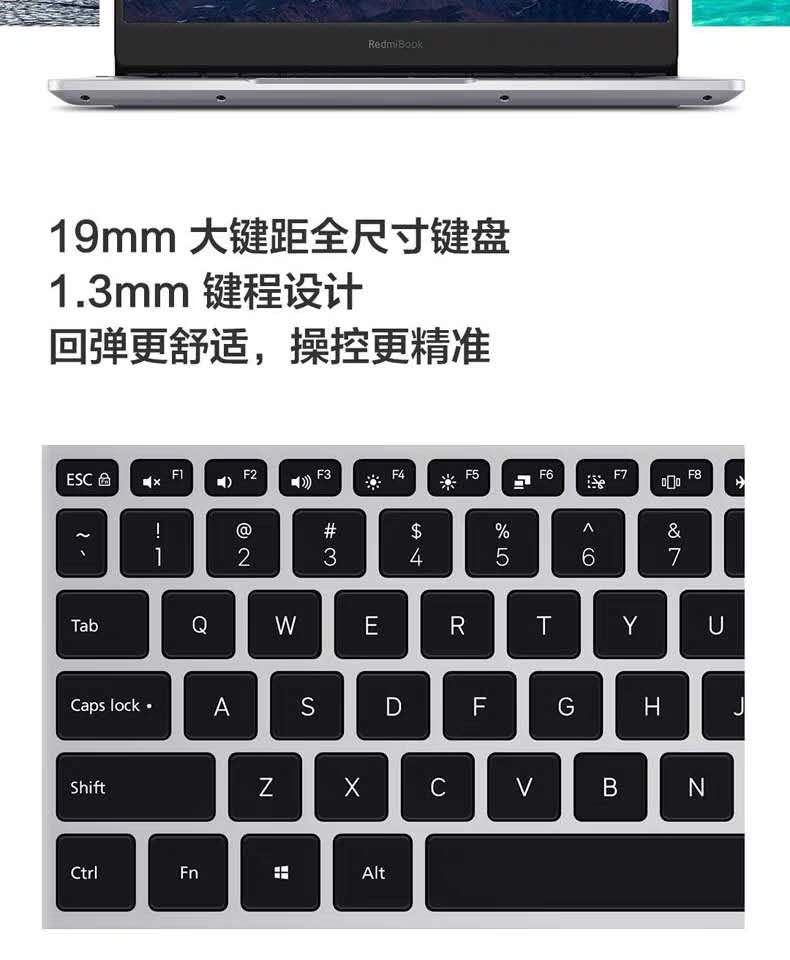 RedmiBook
19mm 大键距全尺寸键盘
1.3mm 键程设计
回弹更舒适，操控更精准
ESC Fn F1 F2 F3 F4 F5 F6 F7 F8
~ ! @ # $ % ^ &
` 1 2 3 4 5 6 7
Tab Q W E R T Y U
Caps lock • A S D F G H J
Shift Z X C V B N
Ctrl Fn Alt